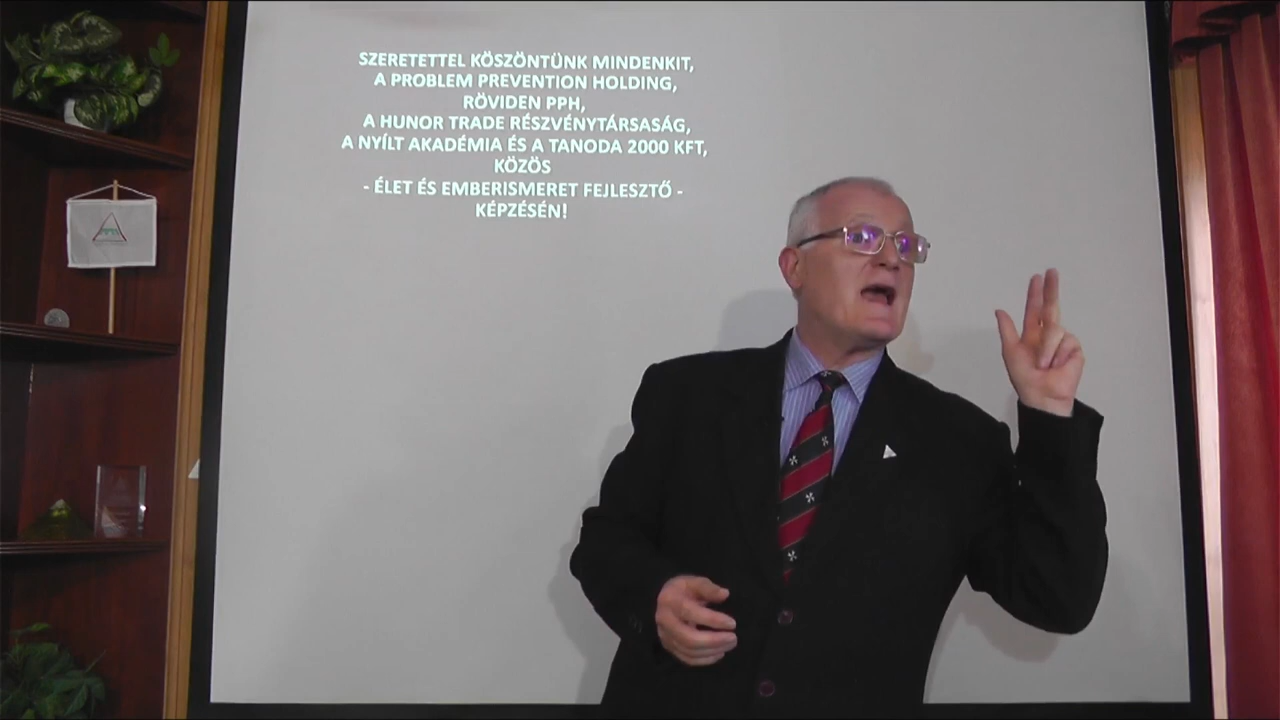 SZERETETTEL KÖSZÖNTÜNK MINDENKIT,
A PROBLEM PREVENTION HOLDING,
RÖVIDEN PPH,
A HUNOR TRADE RÉSZVÉNYTÁRSASÁG,
A NYÍLT AKADÉMIA ÉS A TANODA 2000 KFT,
KÖZÖS
- ÉLET ÉS EMBERISMERET FEJLESZTŐ -
KÉPZÉSÉN!